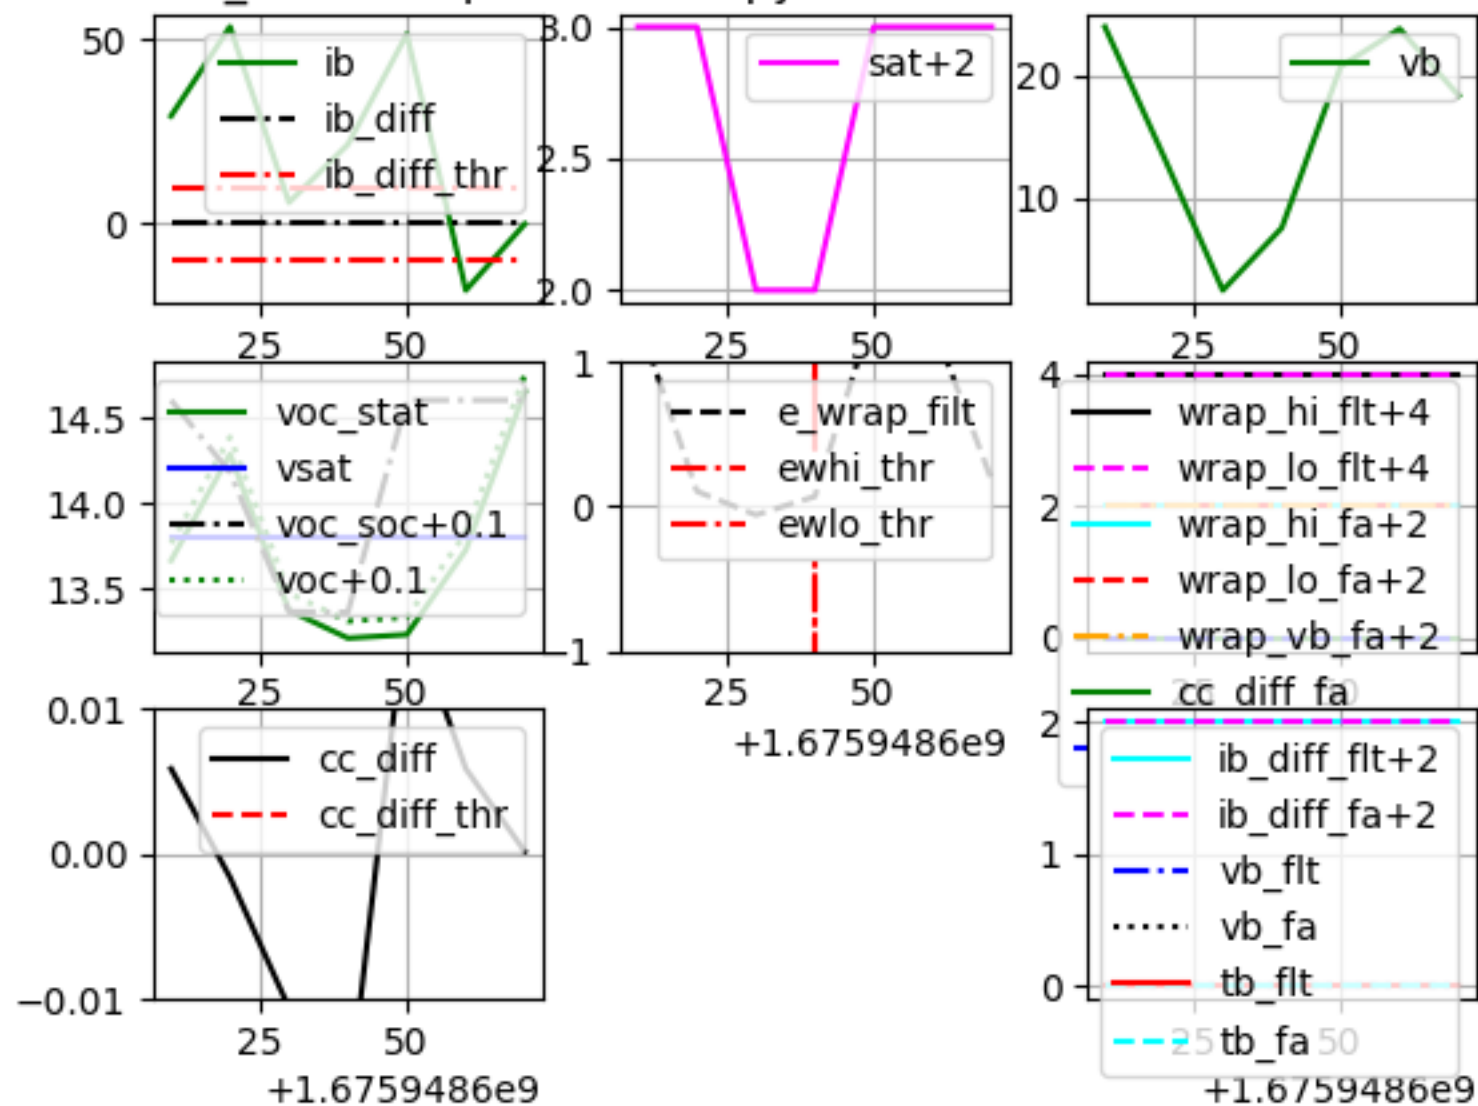 50
0
ib
ib_diff
ib_diff_thr
25 50
3.0
2.5
2.0
sat+2
25 50
20
10
vb
25 50
14.5
14.0
13.5
voc_stat
vsat
voc_soc+0.1
voc+0.1
25 50
1
0
−1
e_wrap_filt
ewhi_thr
ewlo_thr
25 50
+1.6759486e9
4
2
0
wrap_hi_flt+4
wrap_lo_flt+4
wrap_hi_fa+2
wrap_lo_fa+2
wrap_vb_fa+2
cc_diff_fa
0.01
0.00
−0.01
cc_diff
cc_diff_thr
25 50
+1.6759486e9
2
1
0
ib_diff_flt+2
ib_diff_fa+2
vb_flt
vb_fa
tb_flt
tb_fa
25 50
+1.6759486e9